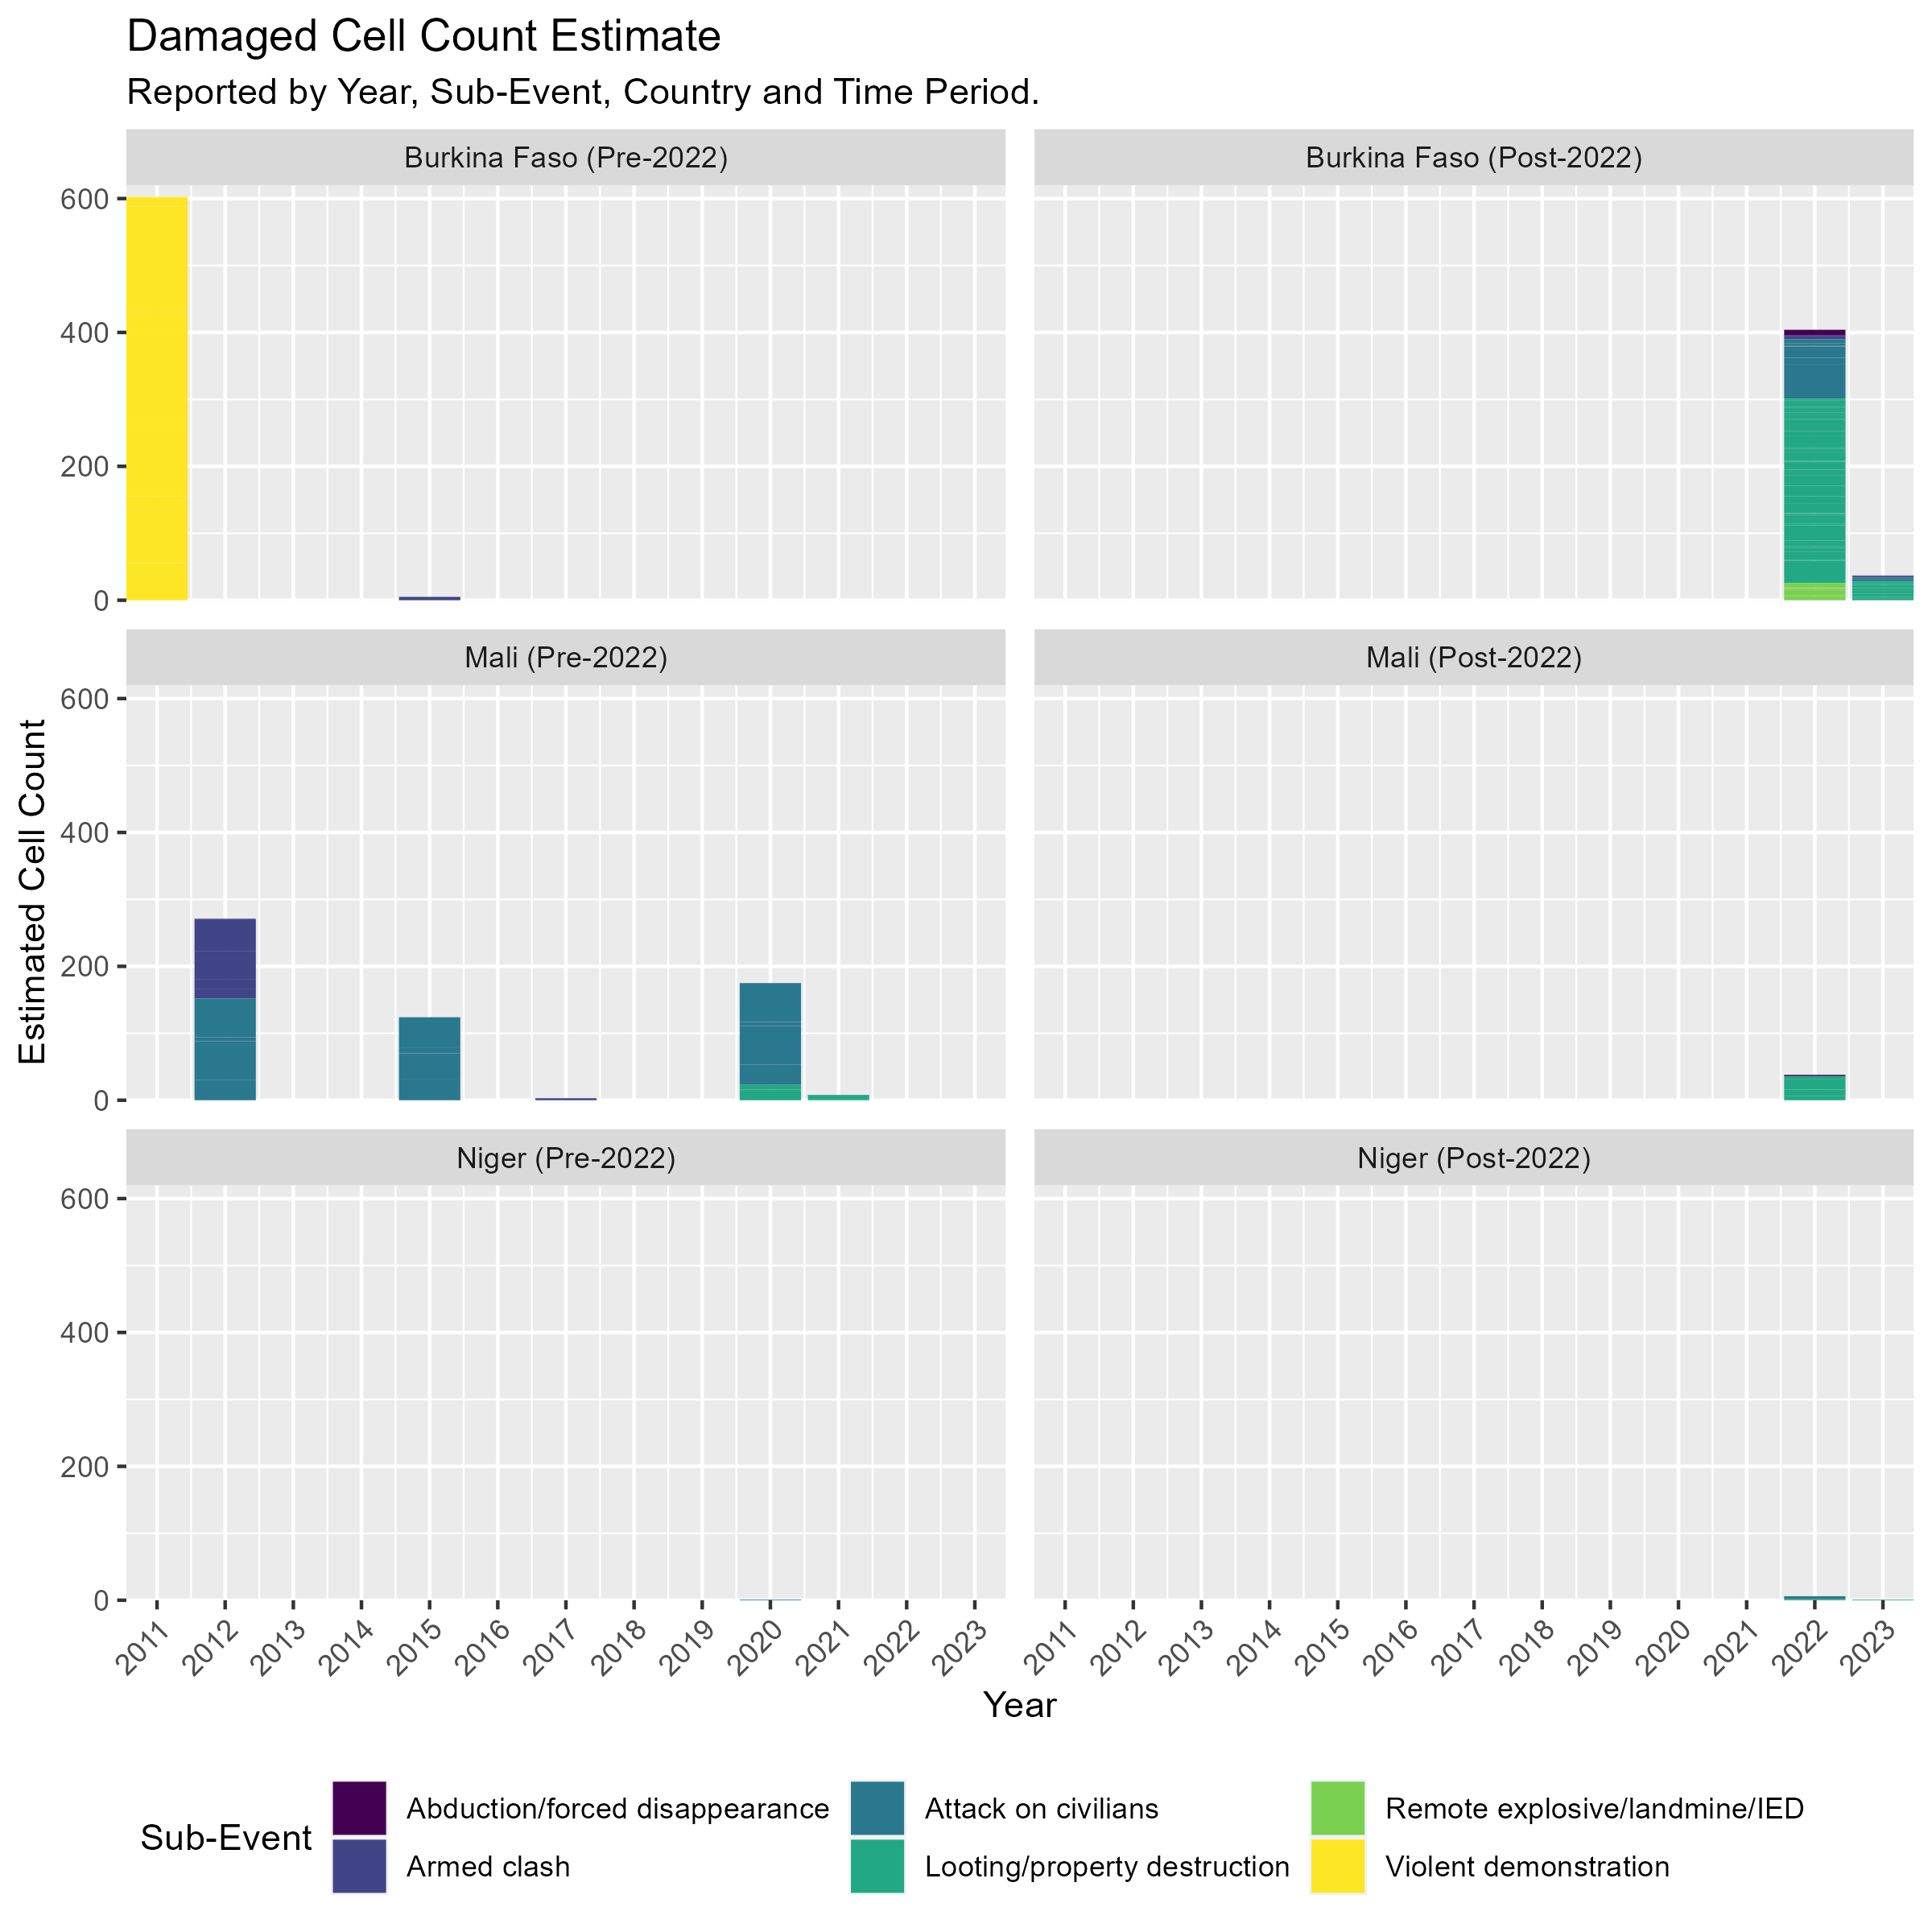 Damaged Cell Count Estimate
Reported by Year, Sub-Event, Country and Time Period.
Burkina Faso (Pre-2022)
Burkina Faso (Post-2022)
600
400
200
0
Mali (Pre-2022)
Mali (Post-2022)
Estimated Cell Count
600
400
200
0
Niger (Pre-2022)
Niger (Post-2022)
600
400
200
0
2011 2012 2013 2014 2015 2016 2017 2018 2019 2020 2021 2022 2023
2011 2012 2013 2014 2015 2016 2017 2018 2019 2020 2021 2022 2023
Year
Sub-Event
Abduction/forced disappearance
Armed clash
Attack on civilians
Looting/property destruction
Remote explosive/landmine/IED
Violent demonstration